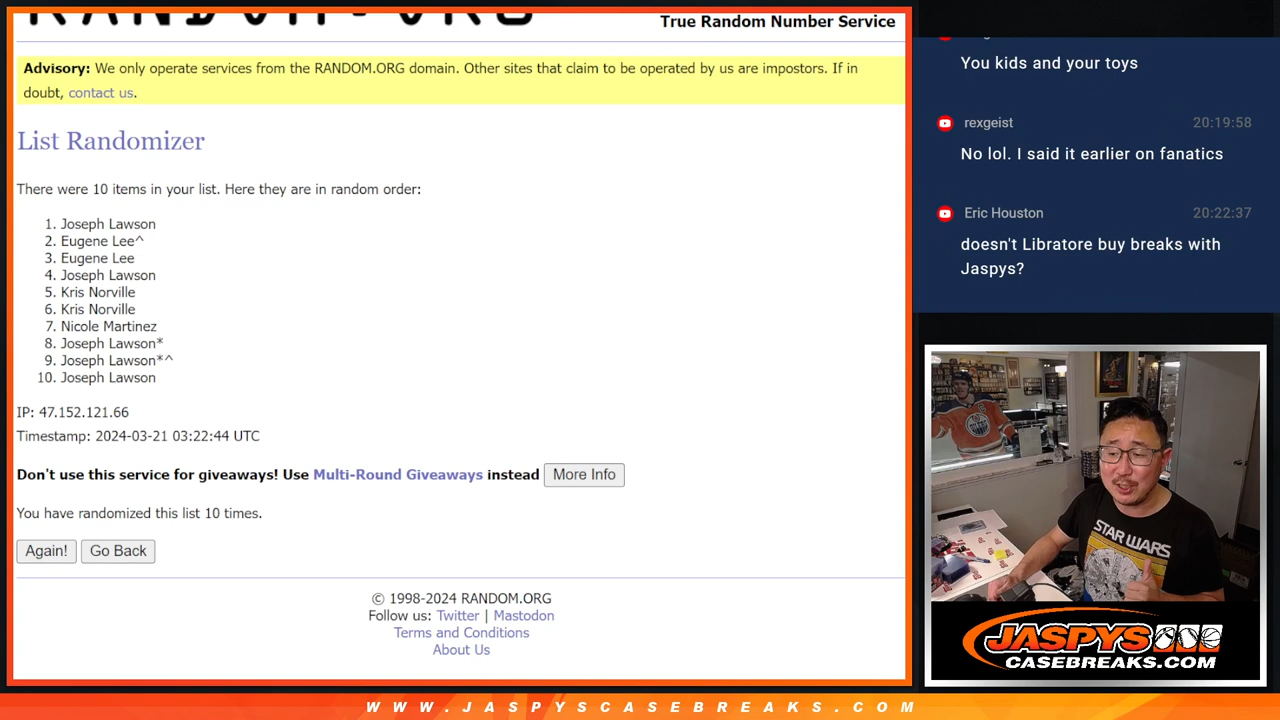 RANDOM.ORG
True Random Number Service
Advisory: We only operate services from the RANDOM.ORG domain. Other sites that claim to be operated by us are impostors. If in
doubt, contact us.
List Randomizer
There were 10 items in your list. Here they are in random order:
1. Joseph Lawson
2. Eugene Lee^
3. Eugene Lee
4. Joseph Lawson
5. Kris Norville
6. Kris Norville
7. Nicole Martinez
8. Joseph Lawson*
9. Joseph Lawson*^
10. Joseph Lawson
IP: 47.152.121.66
Timestamp: 2024-03-21 03:22:44 UTC
Don't use this service for giveaways! Use Multi-Round Giveaways instead More Info
You have randomized this list 10 times.
Again! Go Back
© 1998-2024 RANDOM.ORG
Follow us: Twitter | Mastodon
Terms and Conditions
About Us
You kids and your toys
rexgeist 20:19:58
No lol. I said it earlier on fanatics
Eric Houston 20:22:37
doesn't Libratore buy breaks with
Jaspys?
STAR WARS
JASPYS
CASEBREAKS.COM
WWW.JASPYSCASEBREAKS.COM